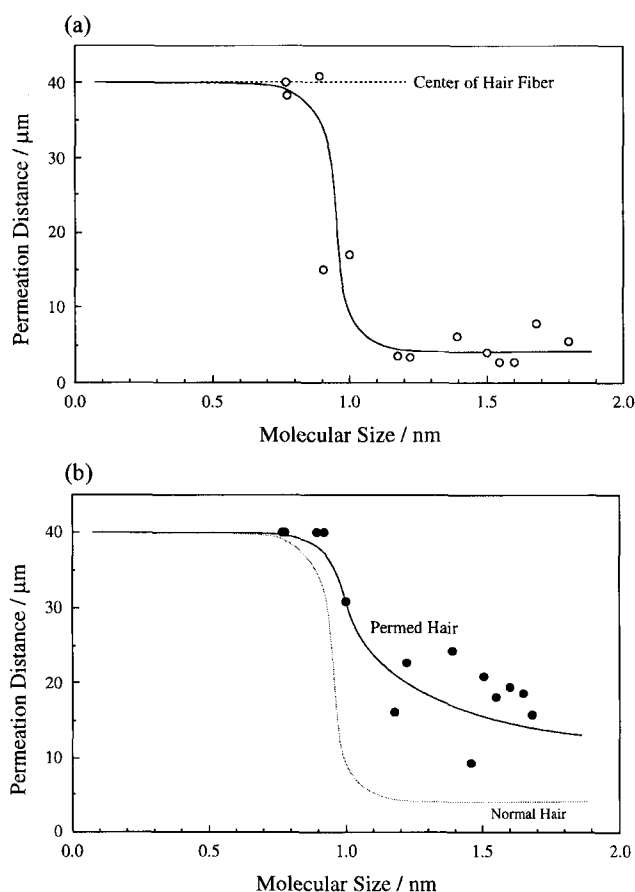 (a)
Permeation Distance / μm
40
30
20
10
0
Center of Hair Fiber
0.0 0.5 1.0 1.5 2.0
Molecular Size / nm
(b)
Permeation Distance / μm
40
30
20
10
0
Permed Hair
Normal Hair
0.0 0.5 1.0 1.5 2.0
Molecular Size / nm